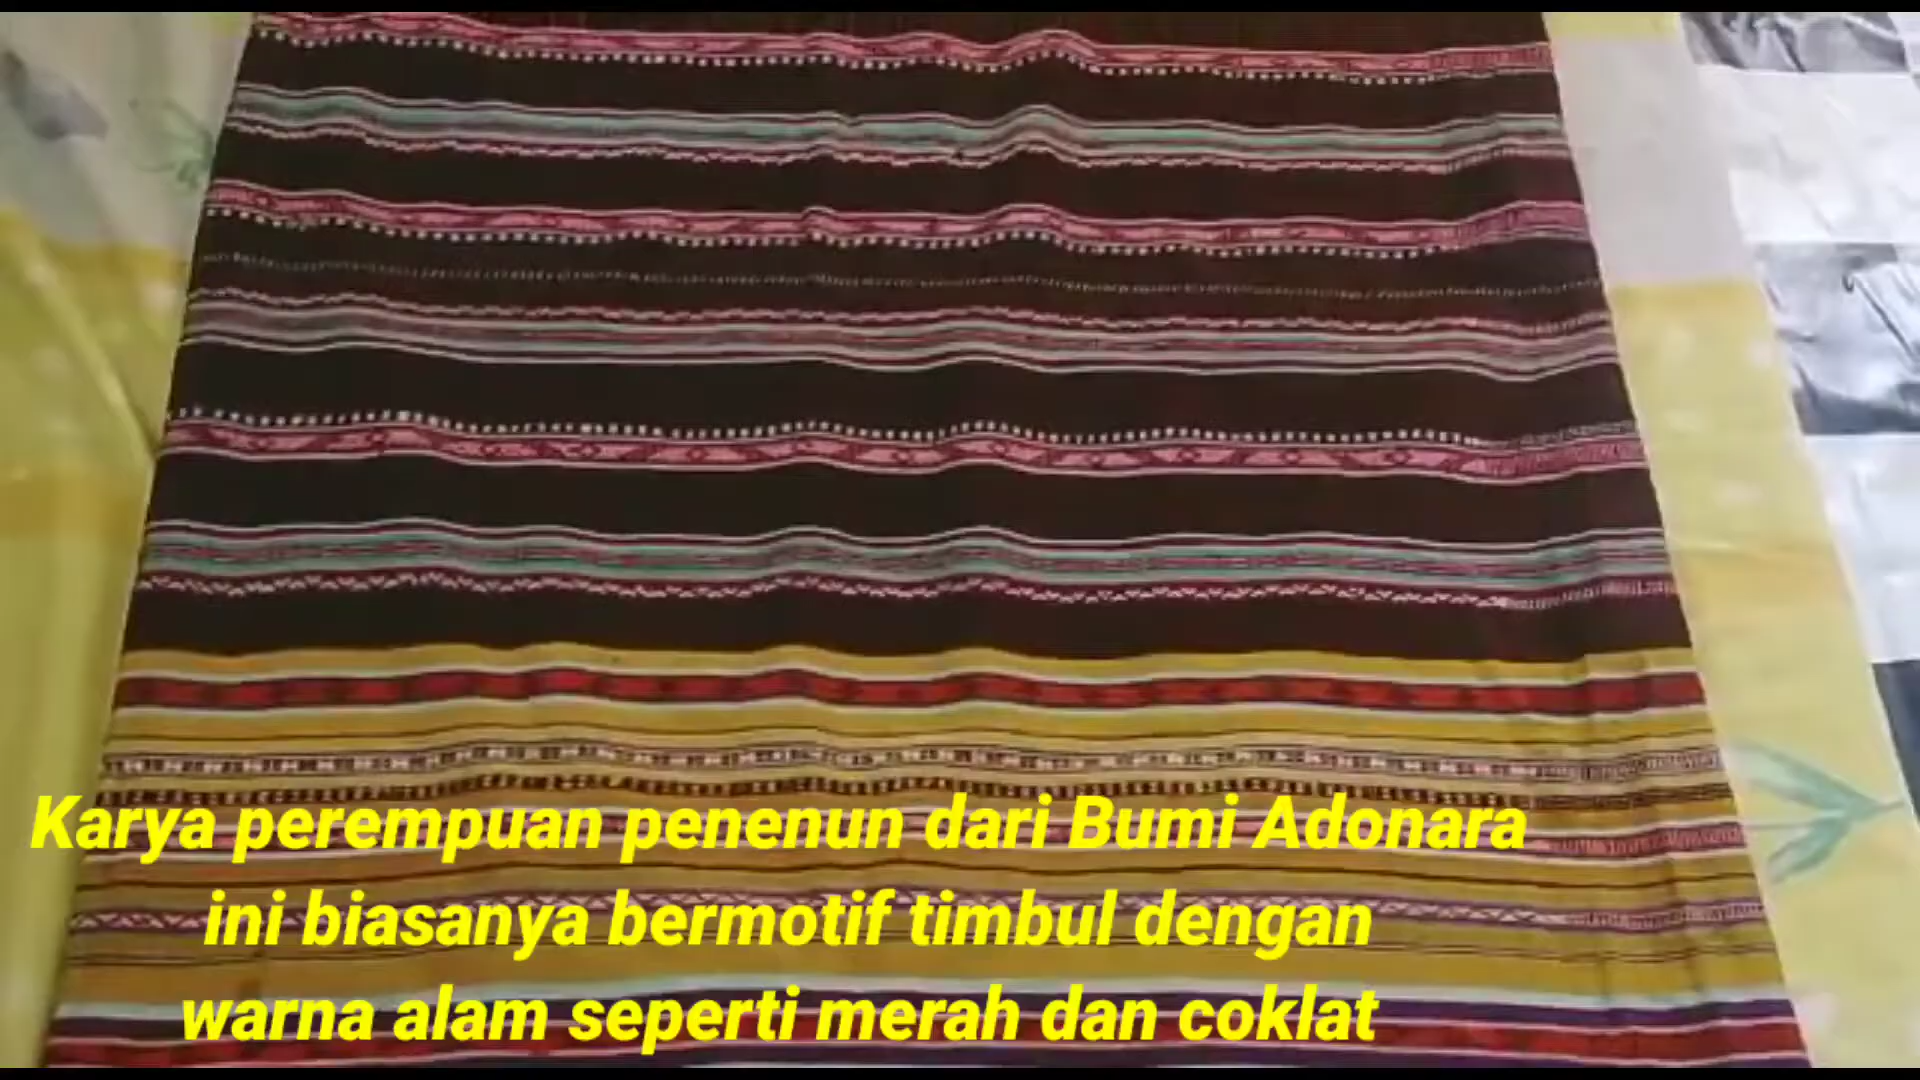 Karya perempuan penenun dari Bumi Adonara
ini biasanya bermotif timbul dengan
warna alam seperti merah dan coklat